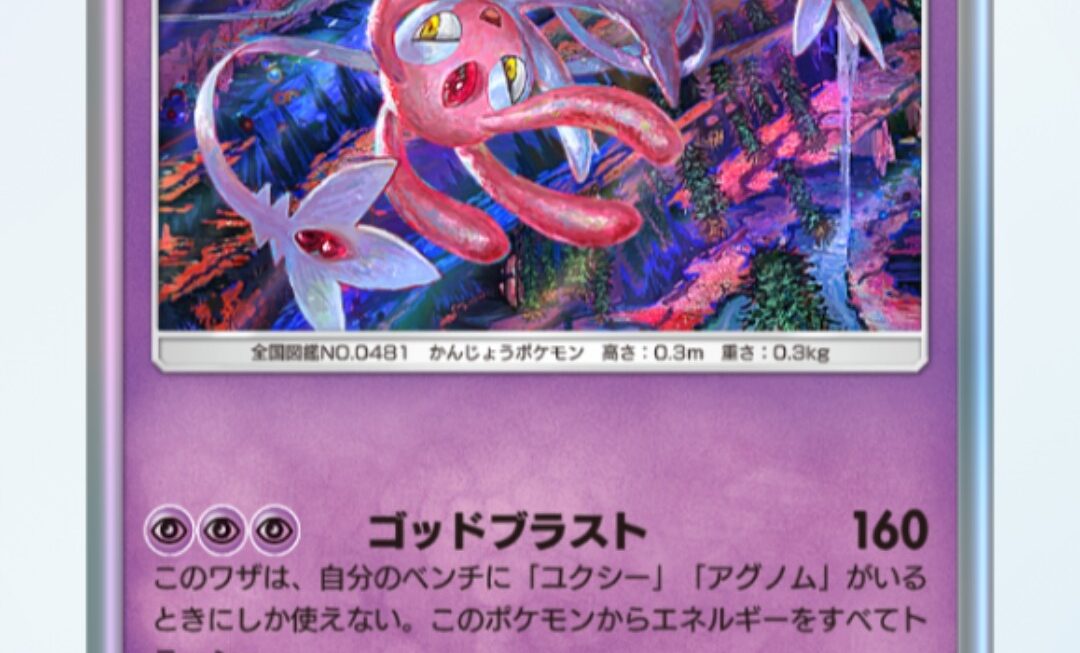 全国図鑑NO.0481 かんじょうポケモン 高さ：0.3m 重さ：0.3kg
ゴッドブラスト 160
このワザは、自分のベンチに「ユクシー」「アグノム」がいる
ときにしか使えない。このポケモンからエネルギーをすべてト